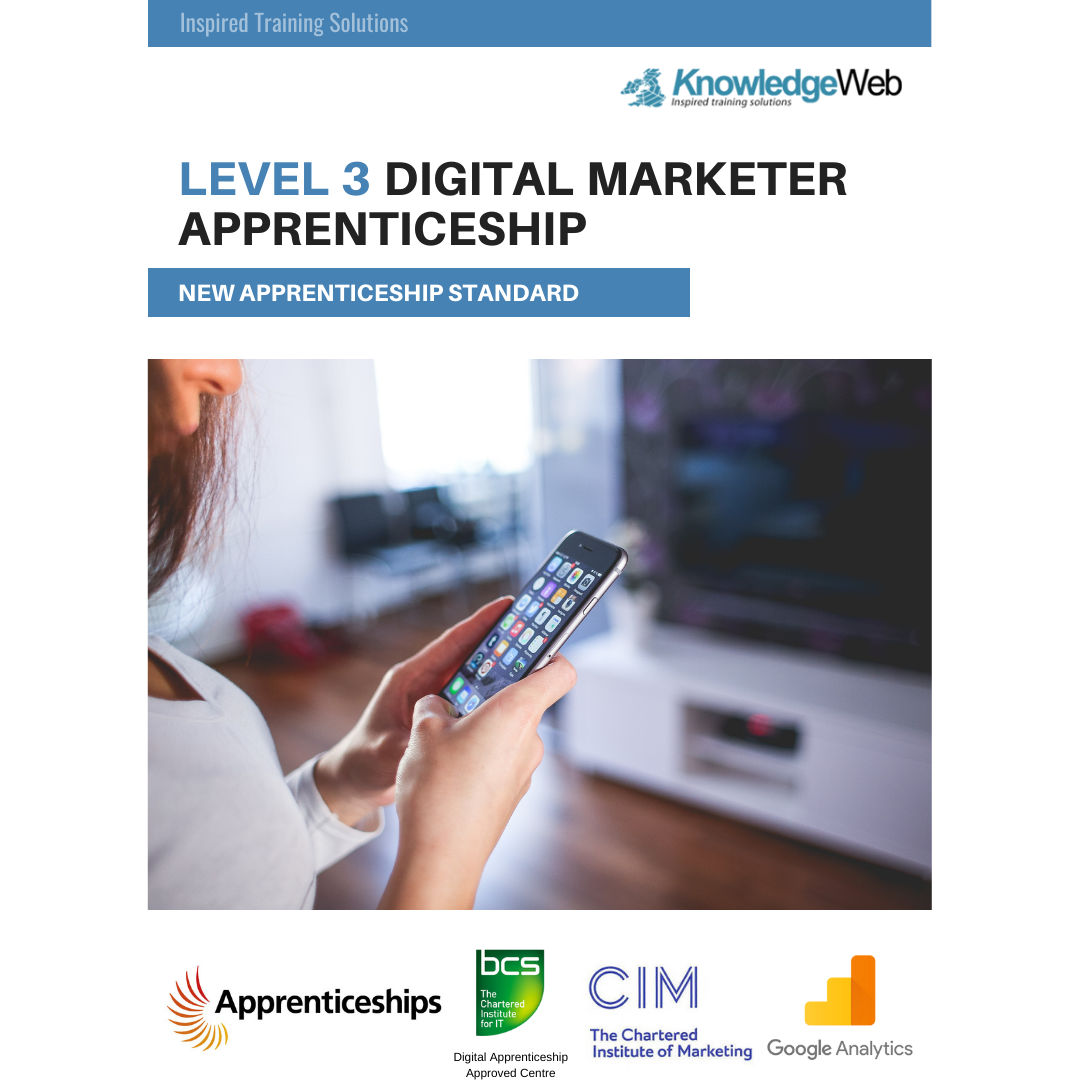 Inspired Training Solutions
KnowledgeWeb
Inspired training solutions
LEVEL 3 DIGITAL MARKETER
APPRENTICESHIP
NEW APPRENTICESHIP STANDARD
Apprenticeships
bcs
The
Chartered
Institute
for IT
Digital Apprenticeship
Approved Centre
CIM
The Chartered
Institute of Marketing
Google Analytics